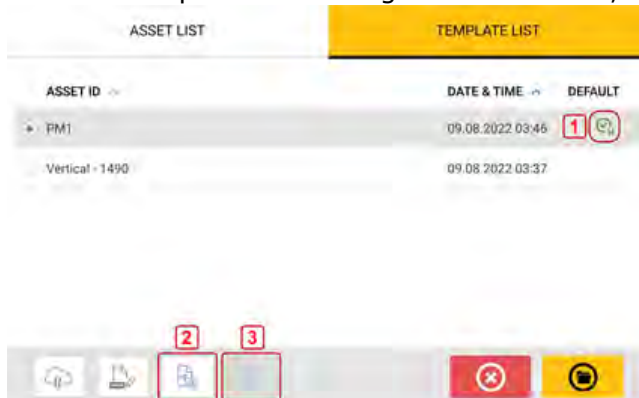 ASSET LIST TEMPLATE LIST
ASSET ID DATE & TIME DEFAULT
PM1 09.08.2022 03:46 1
Vertical - 1490 09.08.2022 03:37
2 3